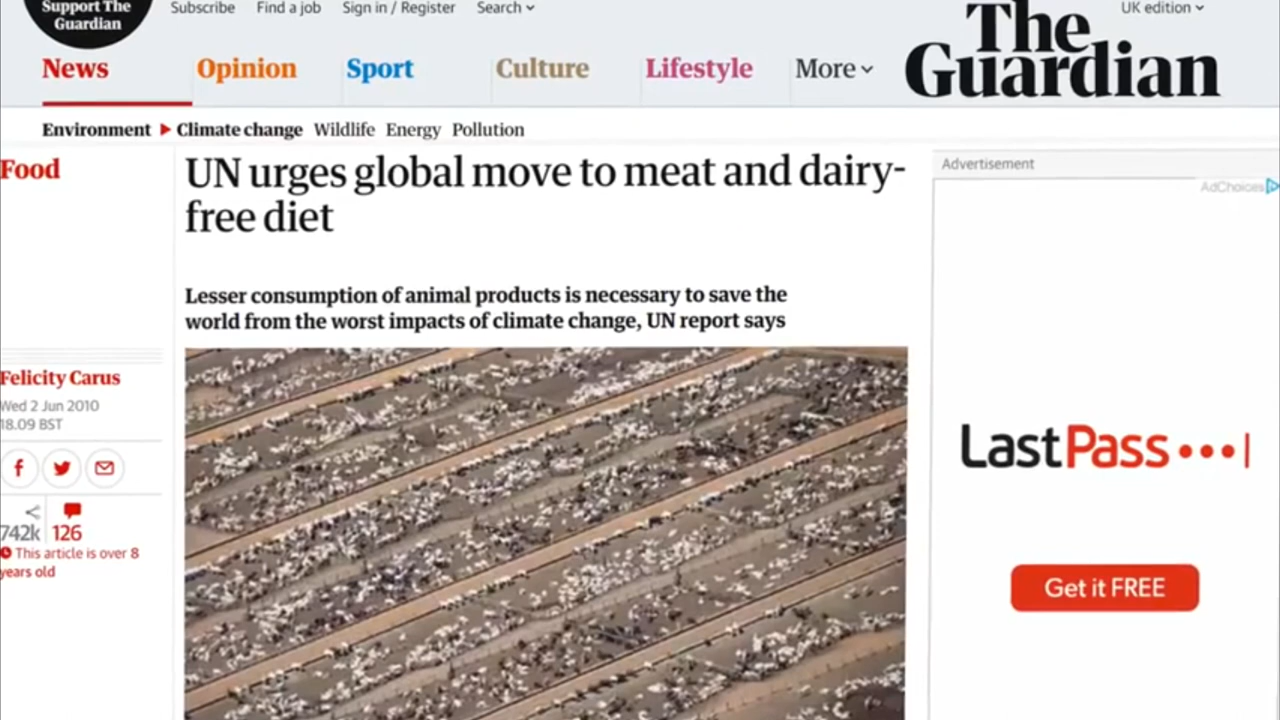 Support The
Guardian
Subscribe
Find a job
Sign in / Register
Search
UK edition
The
Guardian
News
Opinion
Sport
Culture
Lifestyle
More
Environment
Climate change
Wildlife
Energy
Pollution
Food
UN urges global move to meat and dairy-
free diet
Lesser consumption of animal products is necessary to save the
world from the worst impacts of climate change, UN report says
Felicity Carus
Wed 2 Jun 2010
18.09 BST
742k
126
This article is over 8
years old
Advertisement
AdChoices
LastPass
Get it FREE